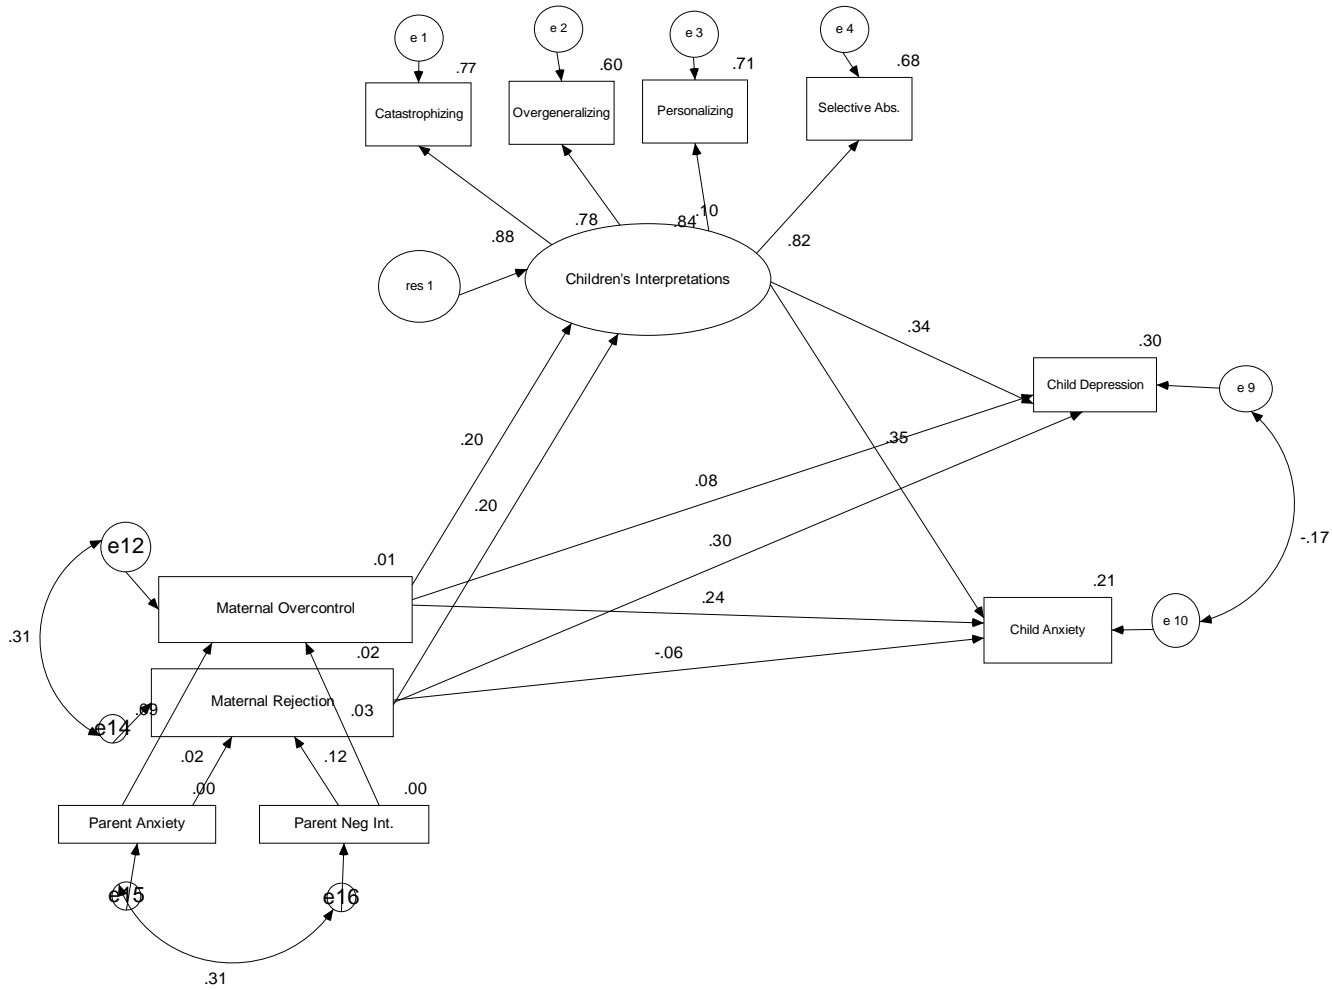 e 1
e 2
e 3
e 4
.77
.60
.71
.68
Catastrophizing
Overgeneralizing
Personalizing
Selective Abs.
.88
.78
.84
.10
.82
res 1
Children's Interpretations
.34
.30
Child Depression
e 9
.20
.35
.08
.20
.30
-.17
e12
.01
.24
.21
Maternal Overcontrol
Child Anxiety
e 10
.31
.02
-.06
Maternal Rejection
.03
.09
e14
.02
.12
.00
.00
Parent Anxiety
Parent Neg Int.
e15
e16
.31